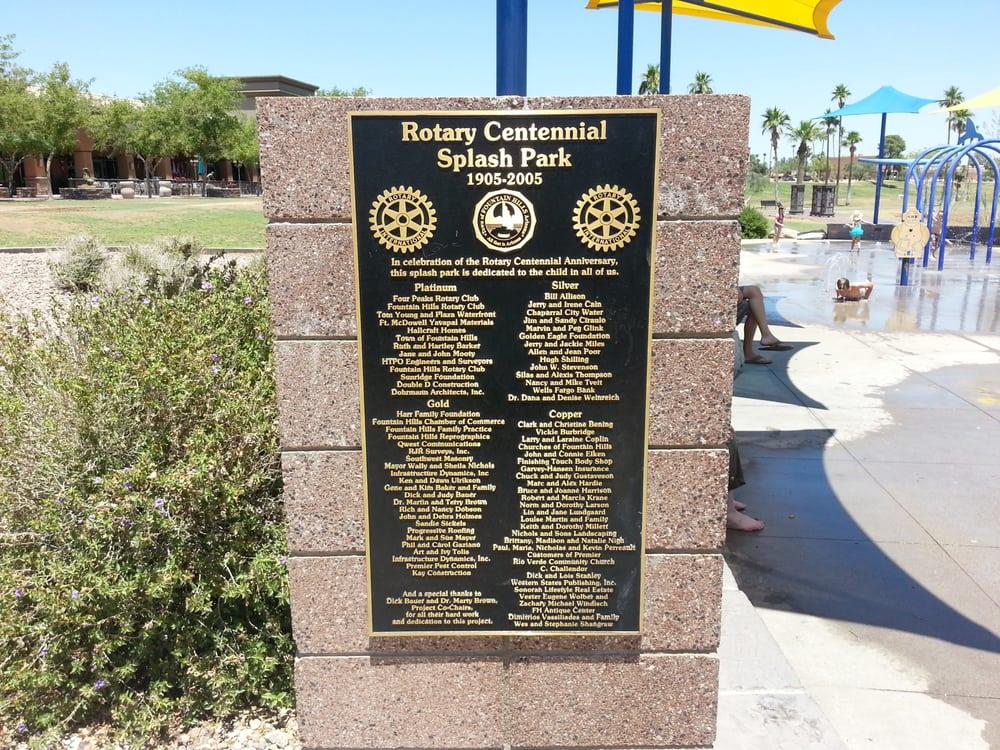 Rotary Centennial
Splash Park
1905-2005
ROTARY
INTERNATIONAL
FOUNTAIN HILLS
ROTARY
INTERNATIONAL
In celebration of the Rotary Centennial Anniversary,
this splash park is dedicated to the child in all of us.
Platinum
Four Peaks Rotary Club
Fountain Hills Rotary Club
Tom Young and Plaza Waterfront
Ft. McDowell Yavapai Materials
Hallcraft Homes
Town of Fountain Hills
Ruth and Hartley Barker
Jane and John Mooty
HTPO Engineers and Surveyors
Fountain Hills Rotary Club
Sunridge Foundation
Double D Construction
Dohrmann Architects, Inc.
Gold
Harr Family Foundation
Fountain Hills Chamber of Commerce
Fountain Hills Family Practice
Fountain Hills Reprographics
Qwest Communications
RJR Surveys, Inc.
Southwest Masonry
Mayor Wally and Sheila Nichols
Infrastructure Dynamics, Inc
Ken and Dawn Ulrikson
Gene and Kim Baker and Family
Dick and Judy Bauer
Dr. Martin and Terry Brown
Rich and Nancy Dobson
John and Debra Holmes
Sandie Sickels
Progressive Roofing
Mark and Sue Mayer
Phil and Carol Gaziano
Art and Ivy Tolis
Infrastructure Dynamics, Inc.
Premier Pest Control
Kay Construction
And a special thanks to
Dick Bauer and Dr. Marty Brown,
Project Co-Chairs,
for all their hard work
and dedication to this project.
Silver
Bill Allison
Jerry and Irene Cain
Chaparral City Water
Jim and Sandy Ciraulo
Marvin and Peg Glink
Golden Eagle Foundation
Jerry and Jackie Miles
Allen and Jean Poor
Hugh Shilling
John W. Stevenson
Silas and Alexis Thompson
Nancy and Mike Tveit
Wells Fargo Bank
Dr. Dana and Denise Weinreich
Copper
Clark and Christine Bening
Vickie Burbridge
Larry and Laraine Coplin
Churches of Fountain Hills
John and Connie Elken
Finishing Touch Body Shop
Garvey-Hansen Insurance
Chuck and Judy Gustaveson
Marc and Alex Hardie
Bruce and Joanne Harrison
Robert and Marcia Krane
Norm and Dorothy Larson
Lin and Jane Lundgaard
Louise Martin and Family
Keith and Dorothy Millett
Nichols and Sons Landscaping
Brittany, Madison and Natalie Nigh
Paul, Maria, Nicholas and Kevin Perreault
Customers of Premier
Rio Verde Community Church
C. Challendor
Dick and Lois Stanley
Western States Publishing, Inc.
Sonorah Lifestyle Real Estate
Vester Eugene Wolber and
Zachary Michael Windisch
FH Antique Center
Dimitrios Vassiliades and Family
Wes and Stephanie Shangraw